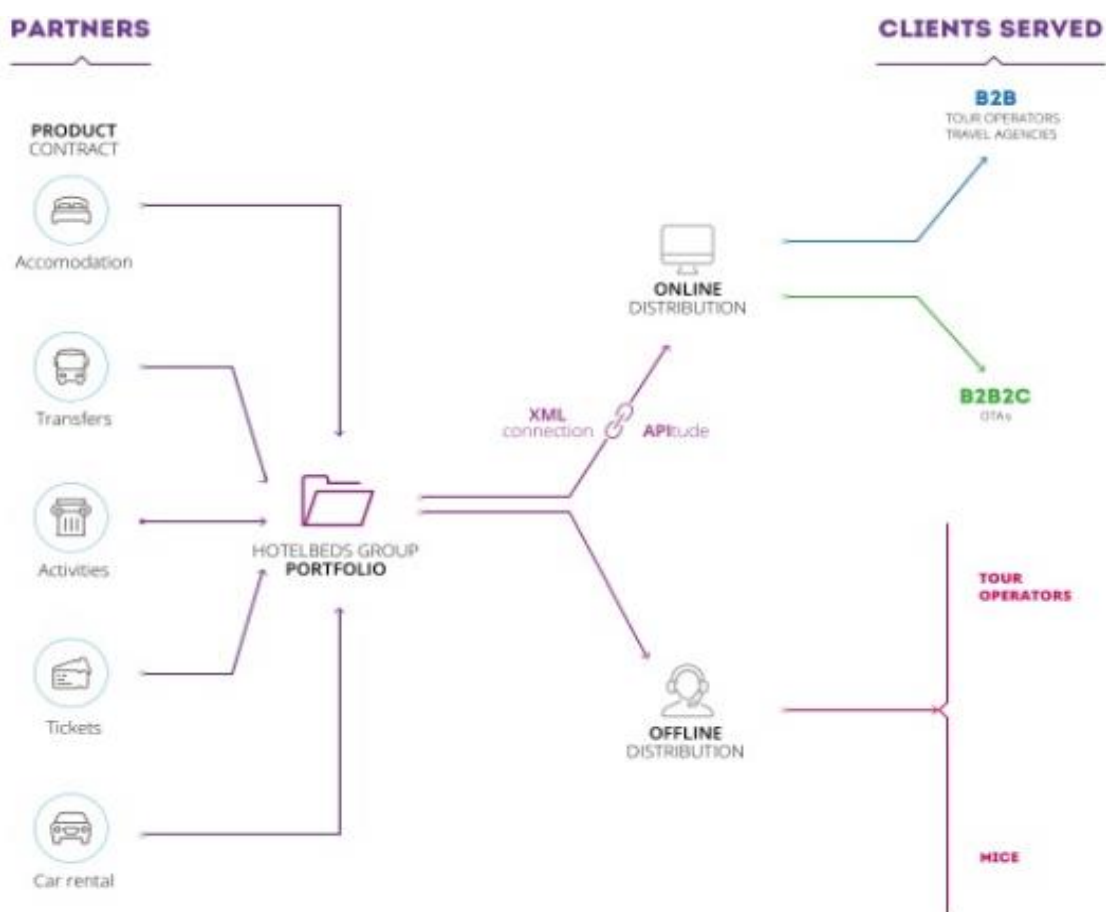 PARTNERS
CLIENTS SERVED
PRODUCT
CONTRACT
Accomodation
Transfers
Activities
Tickets
Car rental
HOTELBEDS GROUP
PORTFOLIO
XML
connection
APItude
ONLINE
DISTRIBUTION
OFFLINE
DISTRIBUTION
B2B
TOUR OPERATORS
TRAVEL AGENCIES
B2B2C
OTAs
TOUR
OPERATORS
MICE